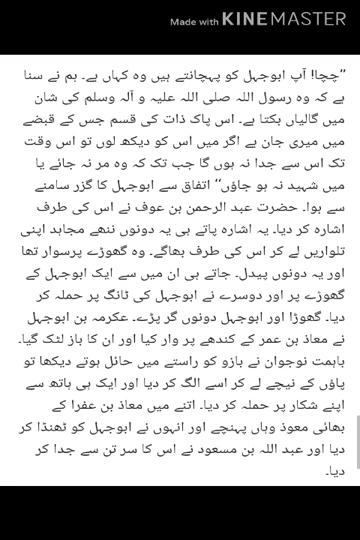 Made with KINEMASTER
”چچا! آپ ابوجہل کو پہچانتے ہیں وہ کہاں ہے۔ ہم نے سنا
ہے کہ وہ رسول اللہ صلی اللہ علیہ و آلہ وسلم کی شان
میں گالیاں بکتا ہے۔ اس پاک ذات کی قسم جس کے قبضے
میں میری جان ہے اگر میں اس کو دیکھ لوں تو اس وقت
تک اس سے جدا نہ ہوں گا جب تک کہ وہ مر نہ جائے یا
میں شہید نہ ہو جاؤں“ اتفاق سے ابوجہل کا گزر سامنے
سے ہوا۔ حضرت عبد الرحمن بن عوف نے اس کی طرف
اشارہ کر دیا۔ یہ اشارہ پاتے ہی یہ دونوں ننھے مجاہد اپنی
تلواریں لے کر اس کی طرف بھاگے۔ وہ گھوڑے پرسوار تھا
اور یہ دونوں پیدل۔ جاتے ہی ان میں سے ایک ابوجہل کے
گھوڑے پر اور دوسرے نے ابوجہل کی ٹانگ پر حملہ کر
دیا۔ گھوڑا اور ابوجہل دونوں گر پڑے۔ عکرمہ بن ابوجہل
نے معاذ بن عمر کے کندھے پر وار کیا اور ان کا باز لٹک گیا۔
باہمت نوجوان نے بازو کو راستے میں حائل ہوتے دیکھا تو
پاؤں کے نیچے لے کر اسے الگ کر دیا اور ایک ہی ہاتھ سے
اپنے شکار پر حملہ کر دیا۔ اتنے میں معاذ بن عفرا کے
بھائی معوذ وہاں پہنچے اور انہوں نے ابوجہل کو ٹھنڈا کر
دیا اور عبد اللہ بن مسعود نے اس کا سر تن سے جدا کر
دیا۔